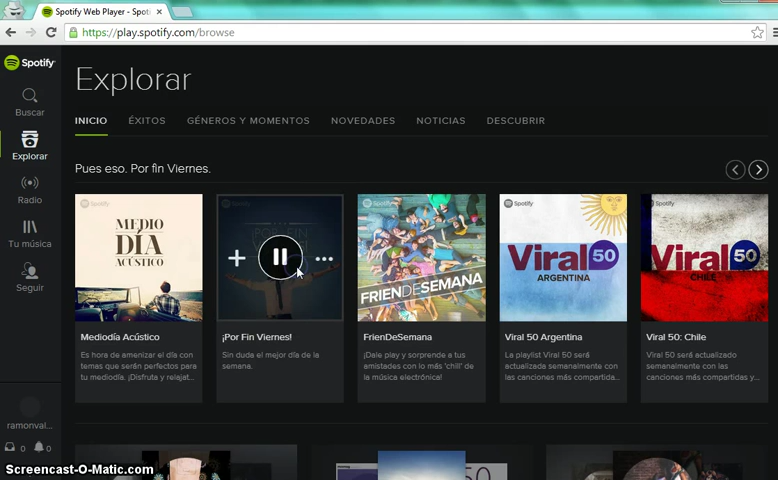 Spotify Web Player - Spoti
https://play.spotify.com/browse
Spotify
Buscar
Explorar
Radio
Tu música
Seguir
ramonval...
0
0
Explorar
INICIO
ÉXITOS
GÉNEROS Y MOMENTOS
NOVEDADES
NOTICIAS
DESCUBRIR
Pues eso. Por fin Viernes.
Spotify
MEDIO
DÍA
ACÚSTICO
Mediodía Acústico
Es hora de amenizar el día con
temas que serán perfectos para
tu mediodía. ¡Disfruta y relajat...
¡Por Fin Viernes!
Sin duda el mejor día de la
semana.
Spotify
FRIENDESEMANA
FrienDeSemana
¡Dale play y sorprende a tus
amistades con lo más 'chill' de
la música electrónica!
Spotify
Viral 50
ARGENTINA
Viral 50 Argentina
La playlist Viral 50 será
actualizada semanalmente con
las canciones más compartida...
Spotify
Viral 50
CHILE
Viral 50: Chile
Viral 50 será actualizado
semanalmente con las
canciones más compartidas y...
50
Screencast-O-Matic.com